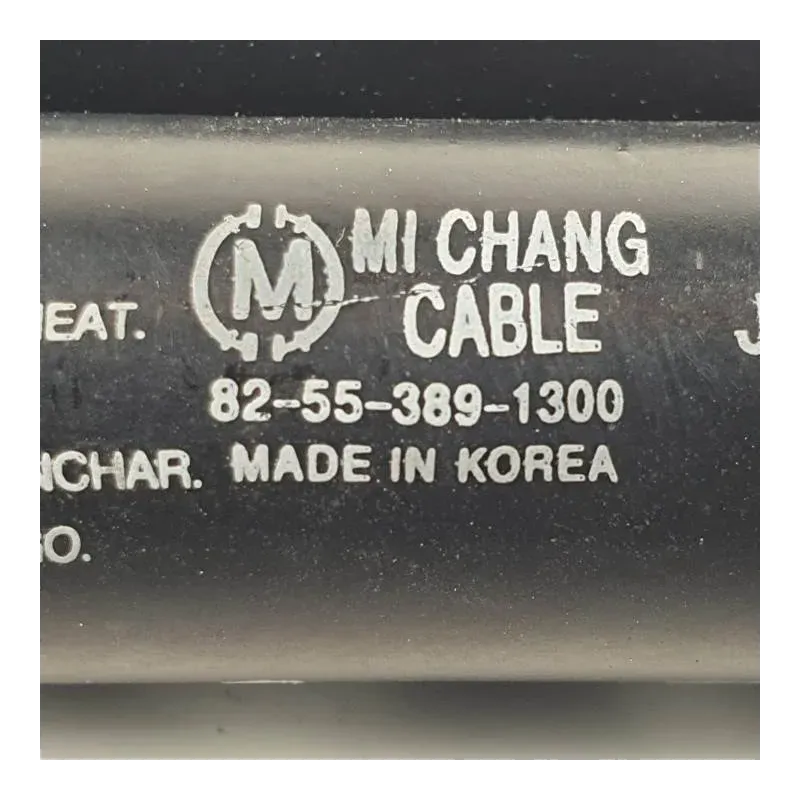 M MI CHANG
CABLE
82-55-389-1300
MADE IN KOREA
EAT.
NCHAR.
O.
J